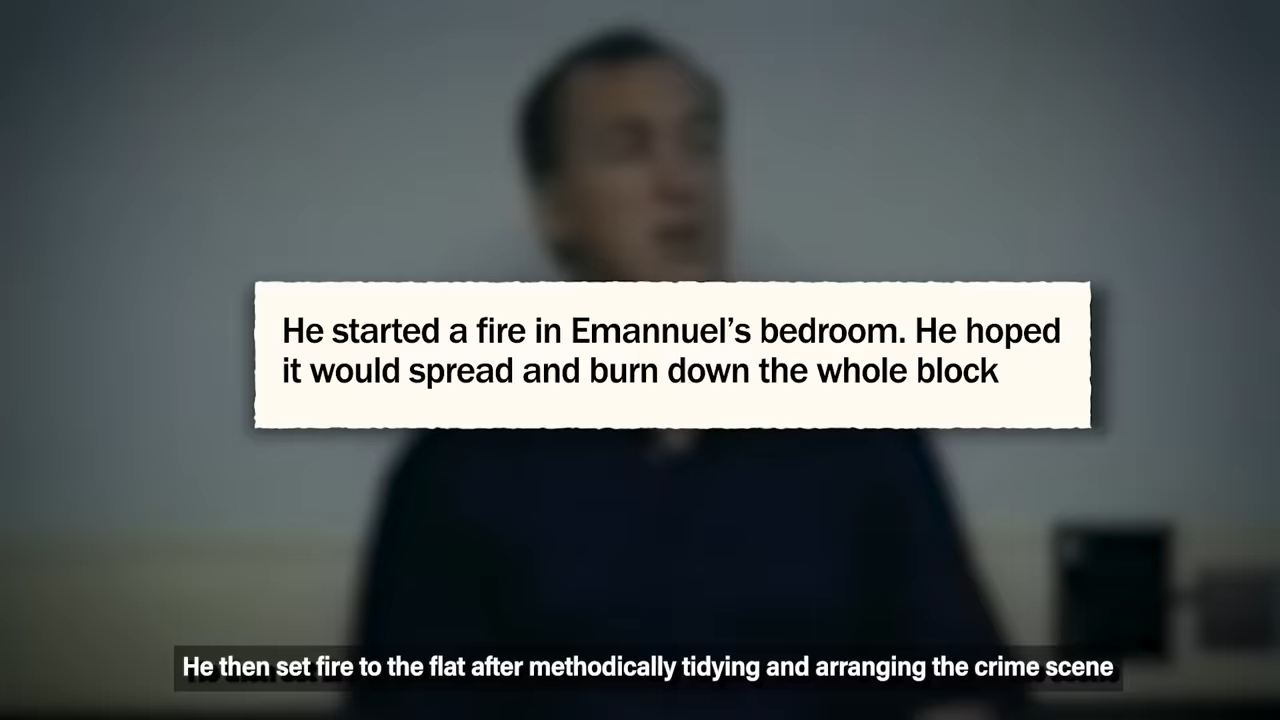 He started a fire in Emannuel’s bedroom. He hoped
it would spread and burn down the whole block
He then set fire to the flat after methodically tidying and arranging the crime scene